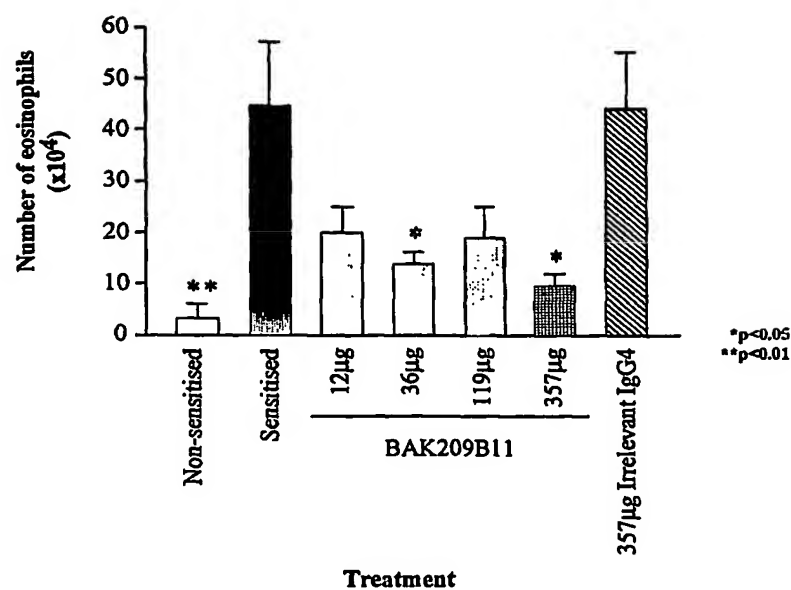 Number of eosinophils
(x10⁴)
60
50
40
30
20
10
0
**
*
*
Non-sensitised
Sensitised
12µg
36µg
119µg
357µg
357µg Irrelevant IgG4
BAK209B11
Treatment
*p<0.05
**p<0.01